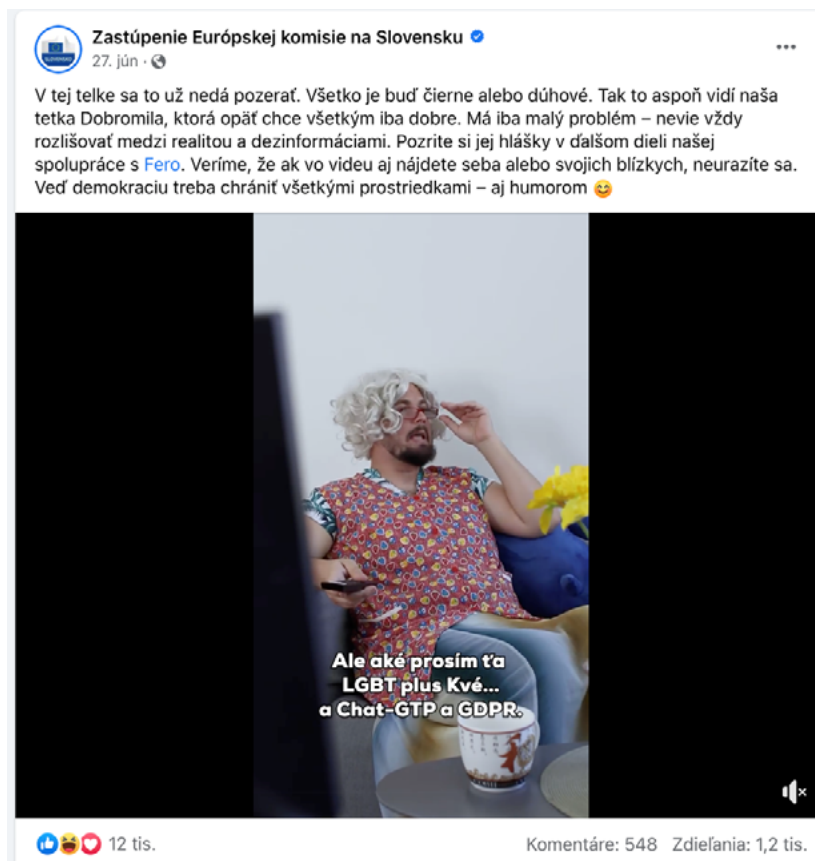 Zastúpenie Európskej komisie na Slovensku
27. jún ·
V tej telke sa to už nedá pozerať. Všetko je buď čierne alebo dúhové. Tak to aspoň vidí naša
tetka Dobromila, ktorá opäť chce všetkým iba dobre. Má iba malý problém – nevie vždy
rozlišovať medzi realitou a dezinformáciami. Pozrite si jej hlášky v ďalšom dieli našej
spolupráce s Fero. Veríme, že ak vo videu aj nájdete seba alebo svojich blízkych, neurazíte sa.
Veď demokraciu treba chrániť všetkými prostriedkami – aj humorom 😊
Ale aké prosím ťa
LGBT plus Kvé...
a Chat-GTP a GDPR.
12 tis.
Komentáre: 548 Zdieľania: 1,2 tis.